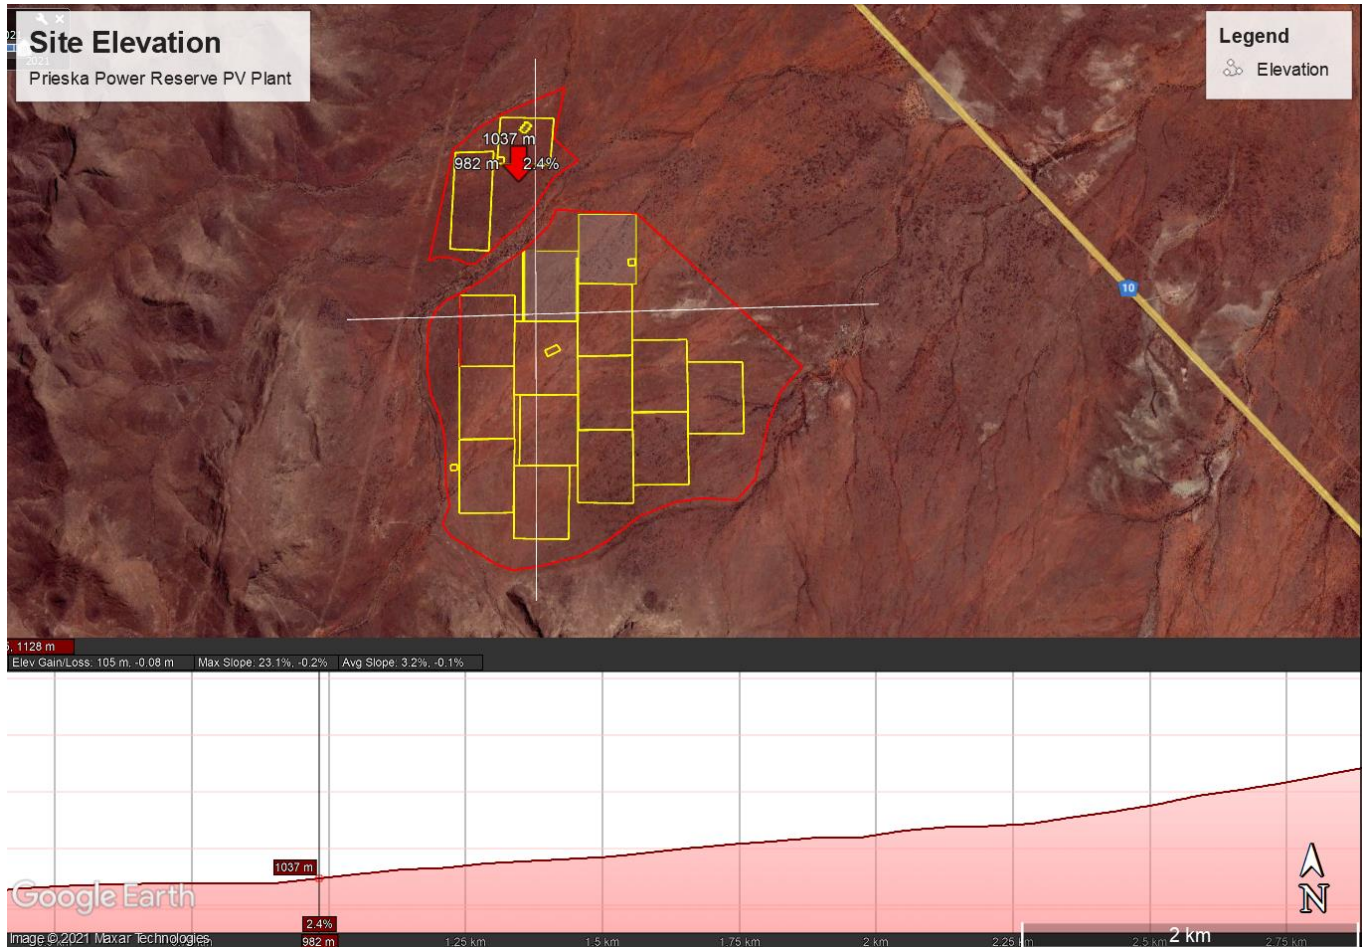 Site Elevation
Prieska Power Reserve PV Plant
2021
Legend
Elevation
1037 m
982 m
2.4%
10
1128 m
Elev Gain/Loss: 105 m, -0.08 m
Max Slope: 23.1%, -0.2%
Avg Slope: 3.2%, -0.1%
1037 m
Google Earth
N
2.4%
Image © 2021 Maxar Technologies
982 m
1.25 km
1.5 km
1.75 km
2 km
2.25 km
2 km
2.5 km
2.75 km